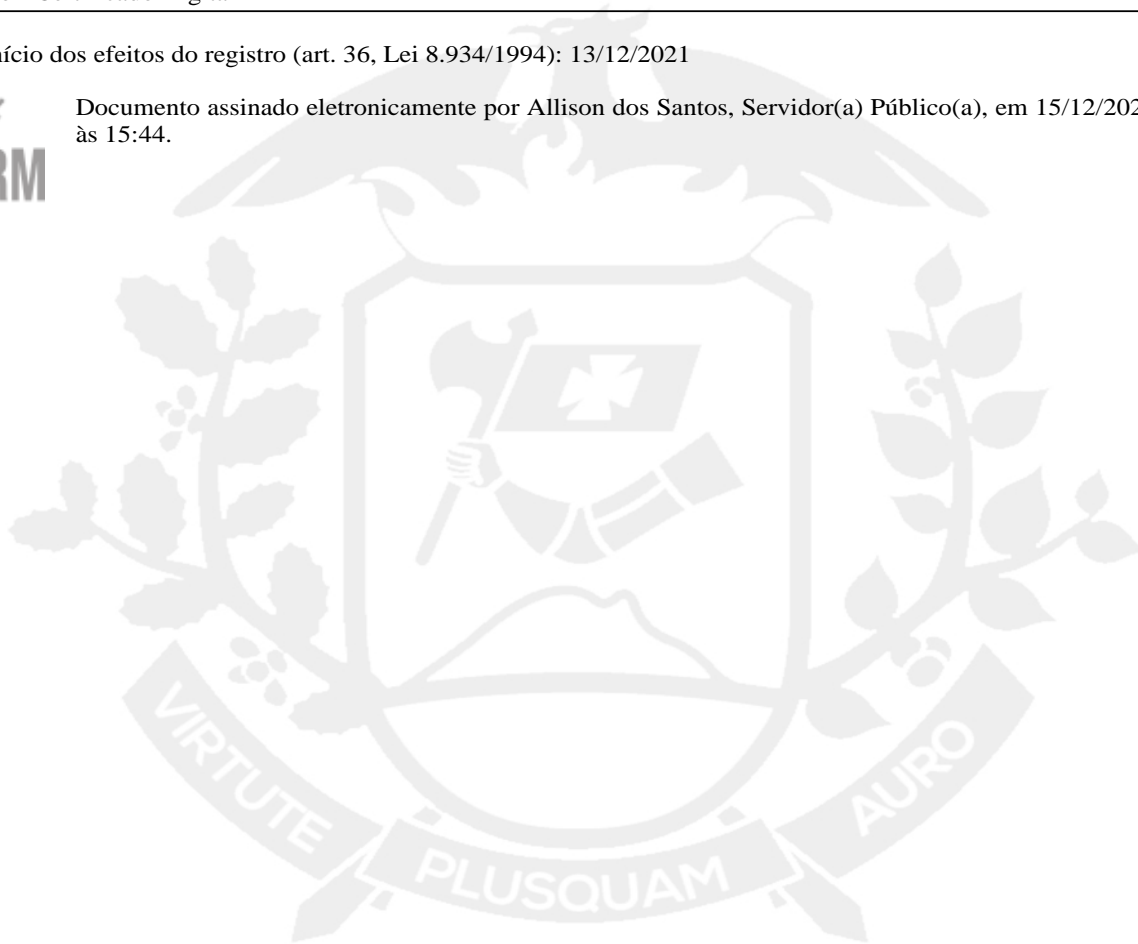 nício dos efeitos do registro (art. 36, Lei 8.934/1994): 13/12/2021
Documento assinado eletronicamente por Allison dos Santos, Servidor(a) Público(a), em 15/12/202
às 15:44.
RM
VIRTUTE PLUSQUAM AURO